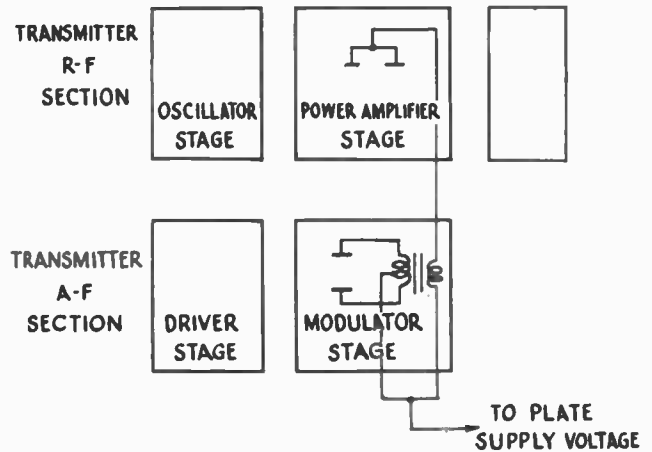 TRANSMITTER
R-F
SECTION
OSCILLATOR
STAGE
POWER AMPLIFIER
STAGE
TRANSMITTER
A-F
SECTION
DRIVER
STAGE
MODULATOR
STAGE
TO PLATE
SUPPLY VOLTAGE